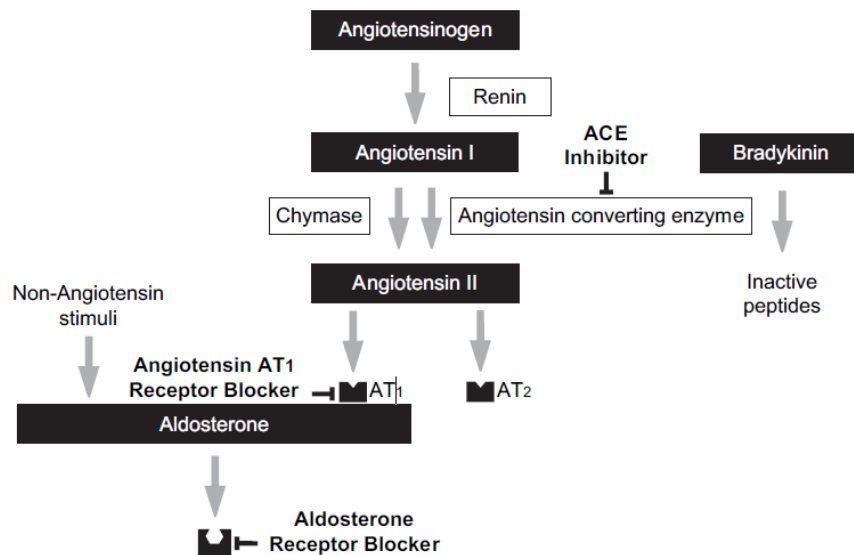 Angiotensinogen
Renin
Angiotensin I
ACE
Inhibitor
Bradykinin
Chymase
Angiotensin converting enzyme
Angiotensin II
Inactive
peptides
Non-Angiotensin
stimuli
Angiotensin AT1
Receptor Blocker
AT1
AT2
Aldosterone
Aldosterone
Receptor Blocker